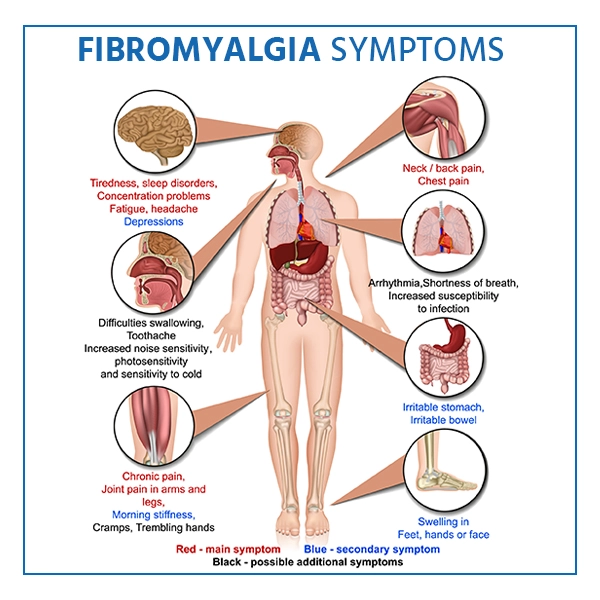 FIBROMYALGIA SYMPTOMS
Tiredness, sleep disorders,
Concentration problems
Fatigue, headache
Depressions
Neck / back pain,
Chest pain
Difficulties swallowing,
Toothache
Increased noise sensitivity,
photosensitivity
and sensitivity to cold
Arrhythmia,Shortness of breath,
Increased susceptibility
to infection
Irritable stomach,
Irritable bowel
Chronic pain,
Joint pain in arms and
legs,
Morning stiffness,
Cramps, Trembling hands
Swelling in
Feet, hands or face
Red - main symptom Blue - secondary symptom
Black - possible additional symptoms